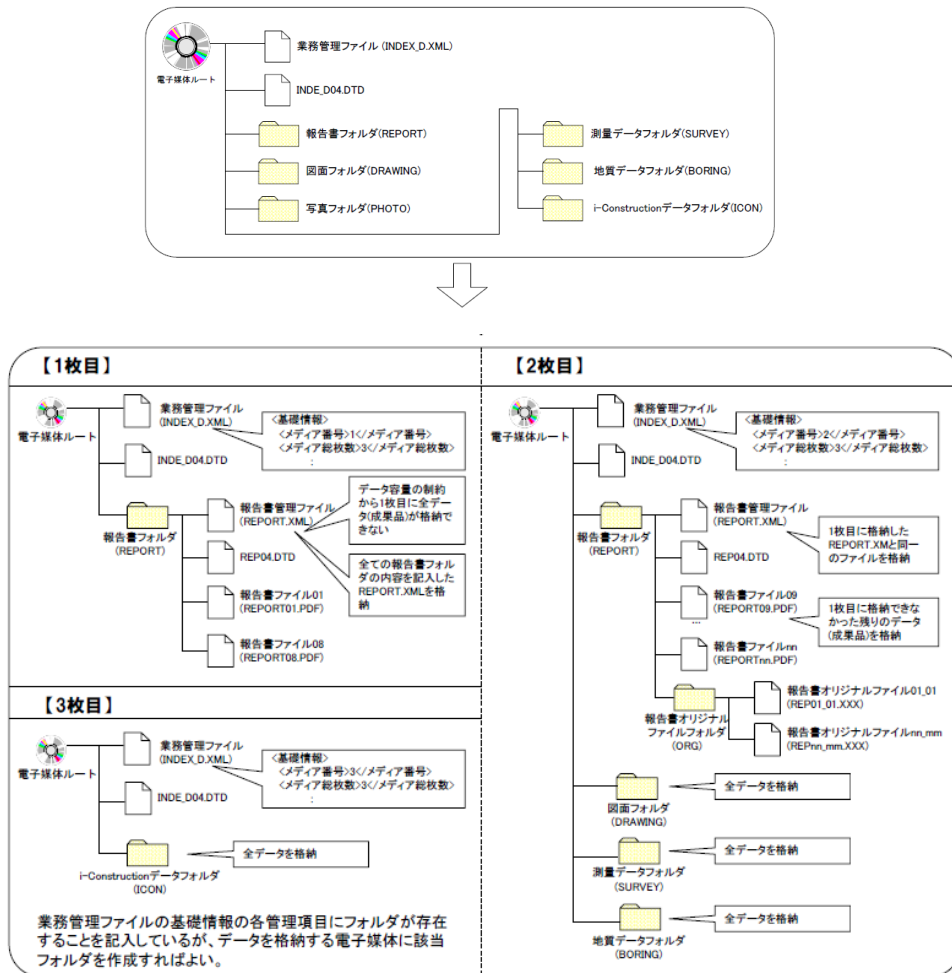 業務管理ファイル (INDEX_D.XML)
電子媒体ルート
INDE_D04.DTD
報告書フォルダ(REPORT)
図面フォルダ(DRAWING)
写真フォルダ(PHOTO)
測量データフォルダ(SURVEY)
地質データフォルダ(BORING)
i-Constructionデータフォルダ(ICON)
【1枚目】
業務管理ファイル
(INDEX_D.XML)
電子媒体ルート
<基礎情報>
<メディア番号>1</メディア番号>
<メディア総枚数>3</メディア総枚数>
:
INDE_D04.DTD
報告書フォルダ
(REPORT)
報告書管理ファイル
(REPORT.XML)
データ容量の制約
から1枚目に全デー
タ(成果品)が格納で
きない
REP04.DTD
全ての報告書フォル
ダの内容を記入した
REPORT.XMLを格
納
報告書ファイル01
(REPORT01.PDF)
報告書ファイル08
(REPORT08.PDF)
【3枚目】
業務管理ファイル
(INDEX_D.XML)
電子媒体ルート
<基礎情報>
<メディア番号>3</メディア番号>
<メディア総枚数>3</メディア総枚数>
:
INDE_D04.DTD
i-Constructionデータフォルダ
(ICON)
全データを格納
業務管理ファイルの基礎情報の各管理項目にフォルダが存在
することを記入しているが、データを格納する電子媒体に該当
フォルダを作成すればよい。
【2枚目】
業務管理ファイル
(INDEX_D.XML)
電子媒体ルート
<基礎情報>
<メディア番号>2</メディア番号>
<メディア総枚数>3</メディア総枚数>
:
INDE_D04.DTD
報告書フォルダ
(REPORT)
報告書管理ファイル
(REPORT.XML)
1枚目に格納した
REPORT.XMと同一
のファイルを格納
REP04.DTD
報告書ファイル09
(REPORT09.PDF)
...
1枚目に格納できな
かった残りのデータ
(成果品)を格納
報告書ファイルnn
(REPORTnn.PDF)
報告書オリジナル
ファイルフォルダ
(ORG)
報告書オリジナルファイル01_01
(REP01_01.XXX)
報告書オリジナルファイルnn_mm
(REPnn_mm.XXX)
図面フォルダ
(DRAWING)
全データを格納
測量データフォルダ
(SURVEY)
全データを格納
地質データフォルダ
(BORING)
全データを格納